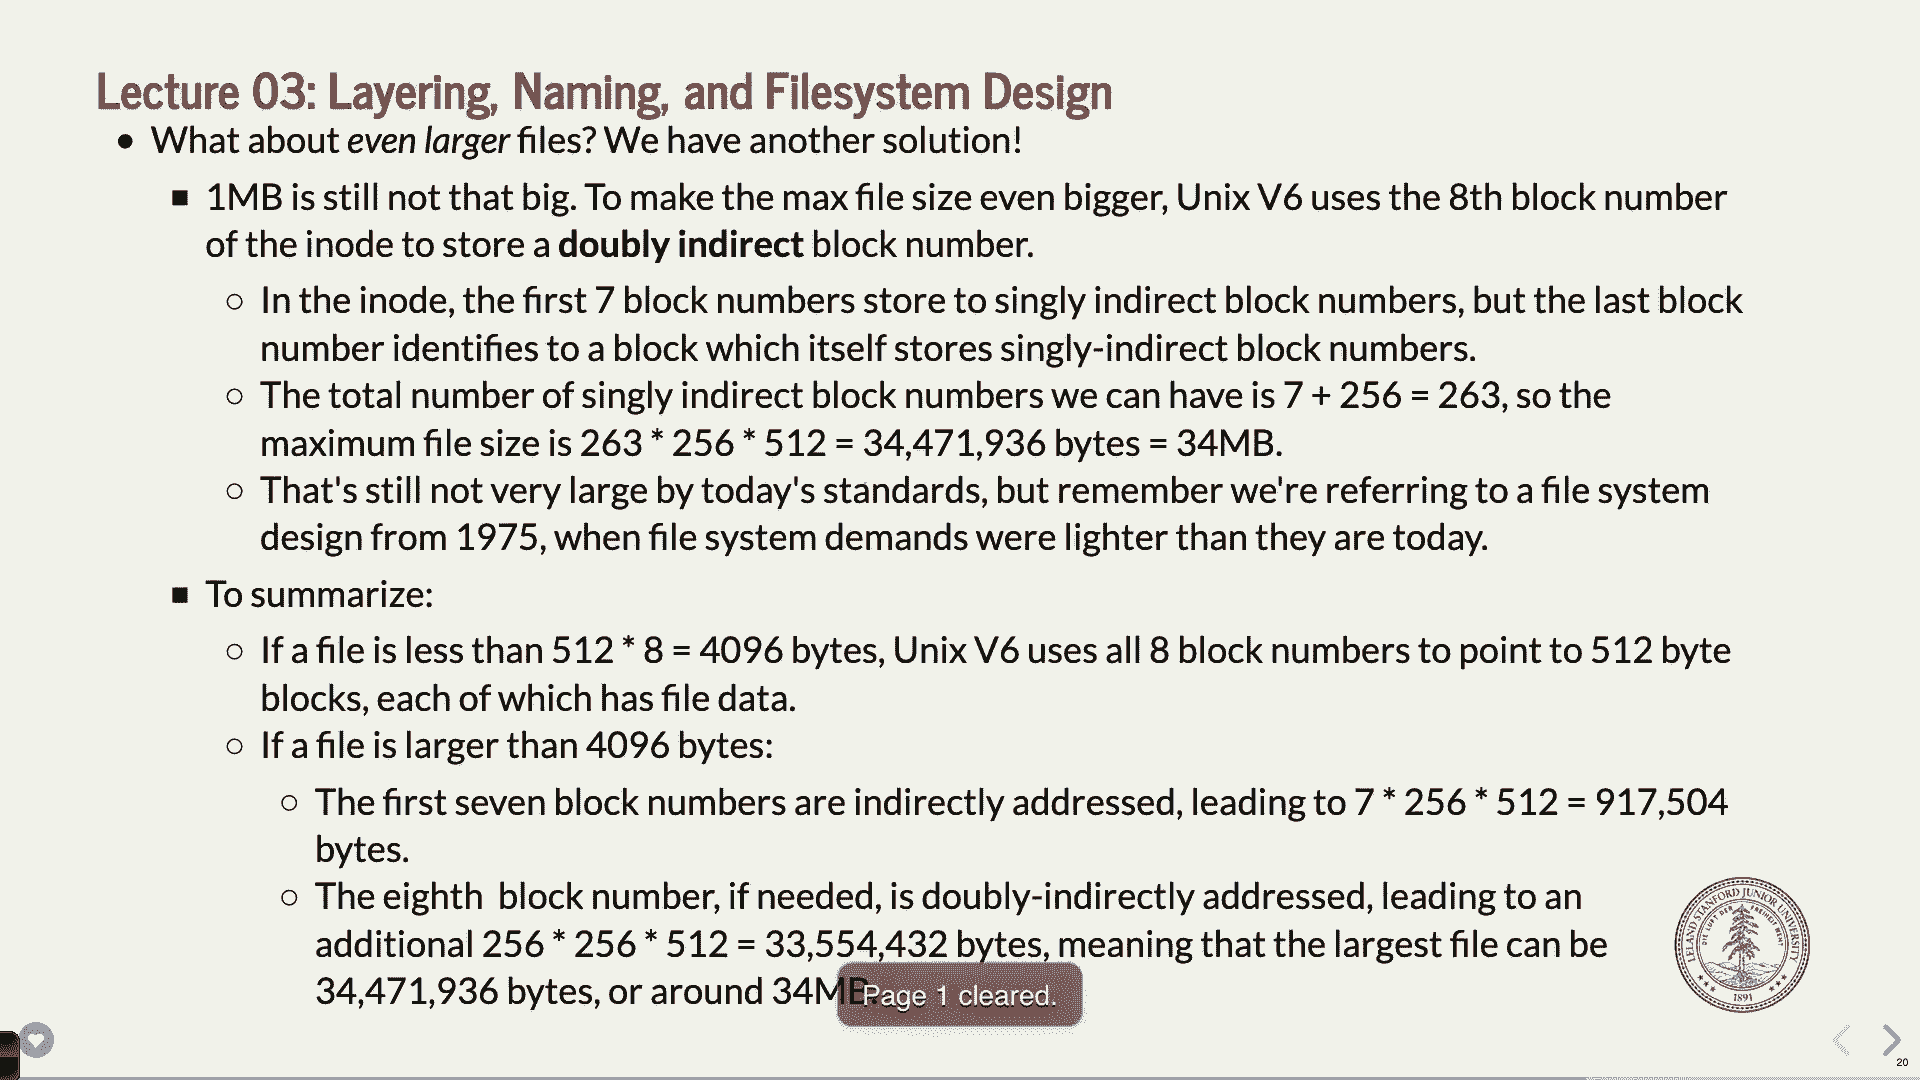 Lecture 03: Layering, Naming, and Filesystem Design
• What about even larger files? We have another solution!
▪ 1MB is still not that big. To make the max file size even bigger, Unix V6 uses the 8th block number
of the inode to store a doubly indirect block number.
○ In the inode, the first 7 block numbers store to singly indirect block numbers, but the last block
number identifies to a block which itself stores singly-indirect block numbers.
○ The total number of singly indirect block numbers we can have is 7 + 256 = 263, so the
maximum file size is 263 * 256 * 512 = 34,471,936 bytes = 34MB.
○ That's still not very large by today's standards, but remember we're referring to a file system
design from 1975, when file system demands were lighter than they are today.
▪ To summarize:
○ If a file is less than 512 * 8 = 4096 bytes, Unix V6 uses all 8 block numbers to point to 512 byte
blocks, each of which has file data.
○ If a file is larger than 4096 bytes:
○ The first seven block numbers are indirectly addressed, leading to 7 * 256 * 512 = 917,504
bytes.
○ The eighth block number, if needed, is doubly-indirectly addressed, leading to an
additional 256 * 256 * 512 = 33,554,432 bytes, meaning that the largest file can be
34,471,936 bytes, or around 34MB.
Page 1 cleared.
LELAND STANFORD JUNIOR UNIVERSITY
DIE LUFT DER FREIHEIT WEHT
1891
20